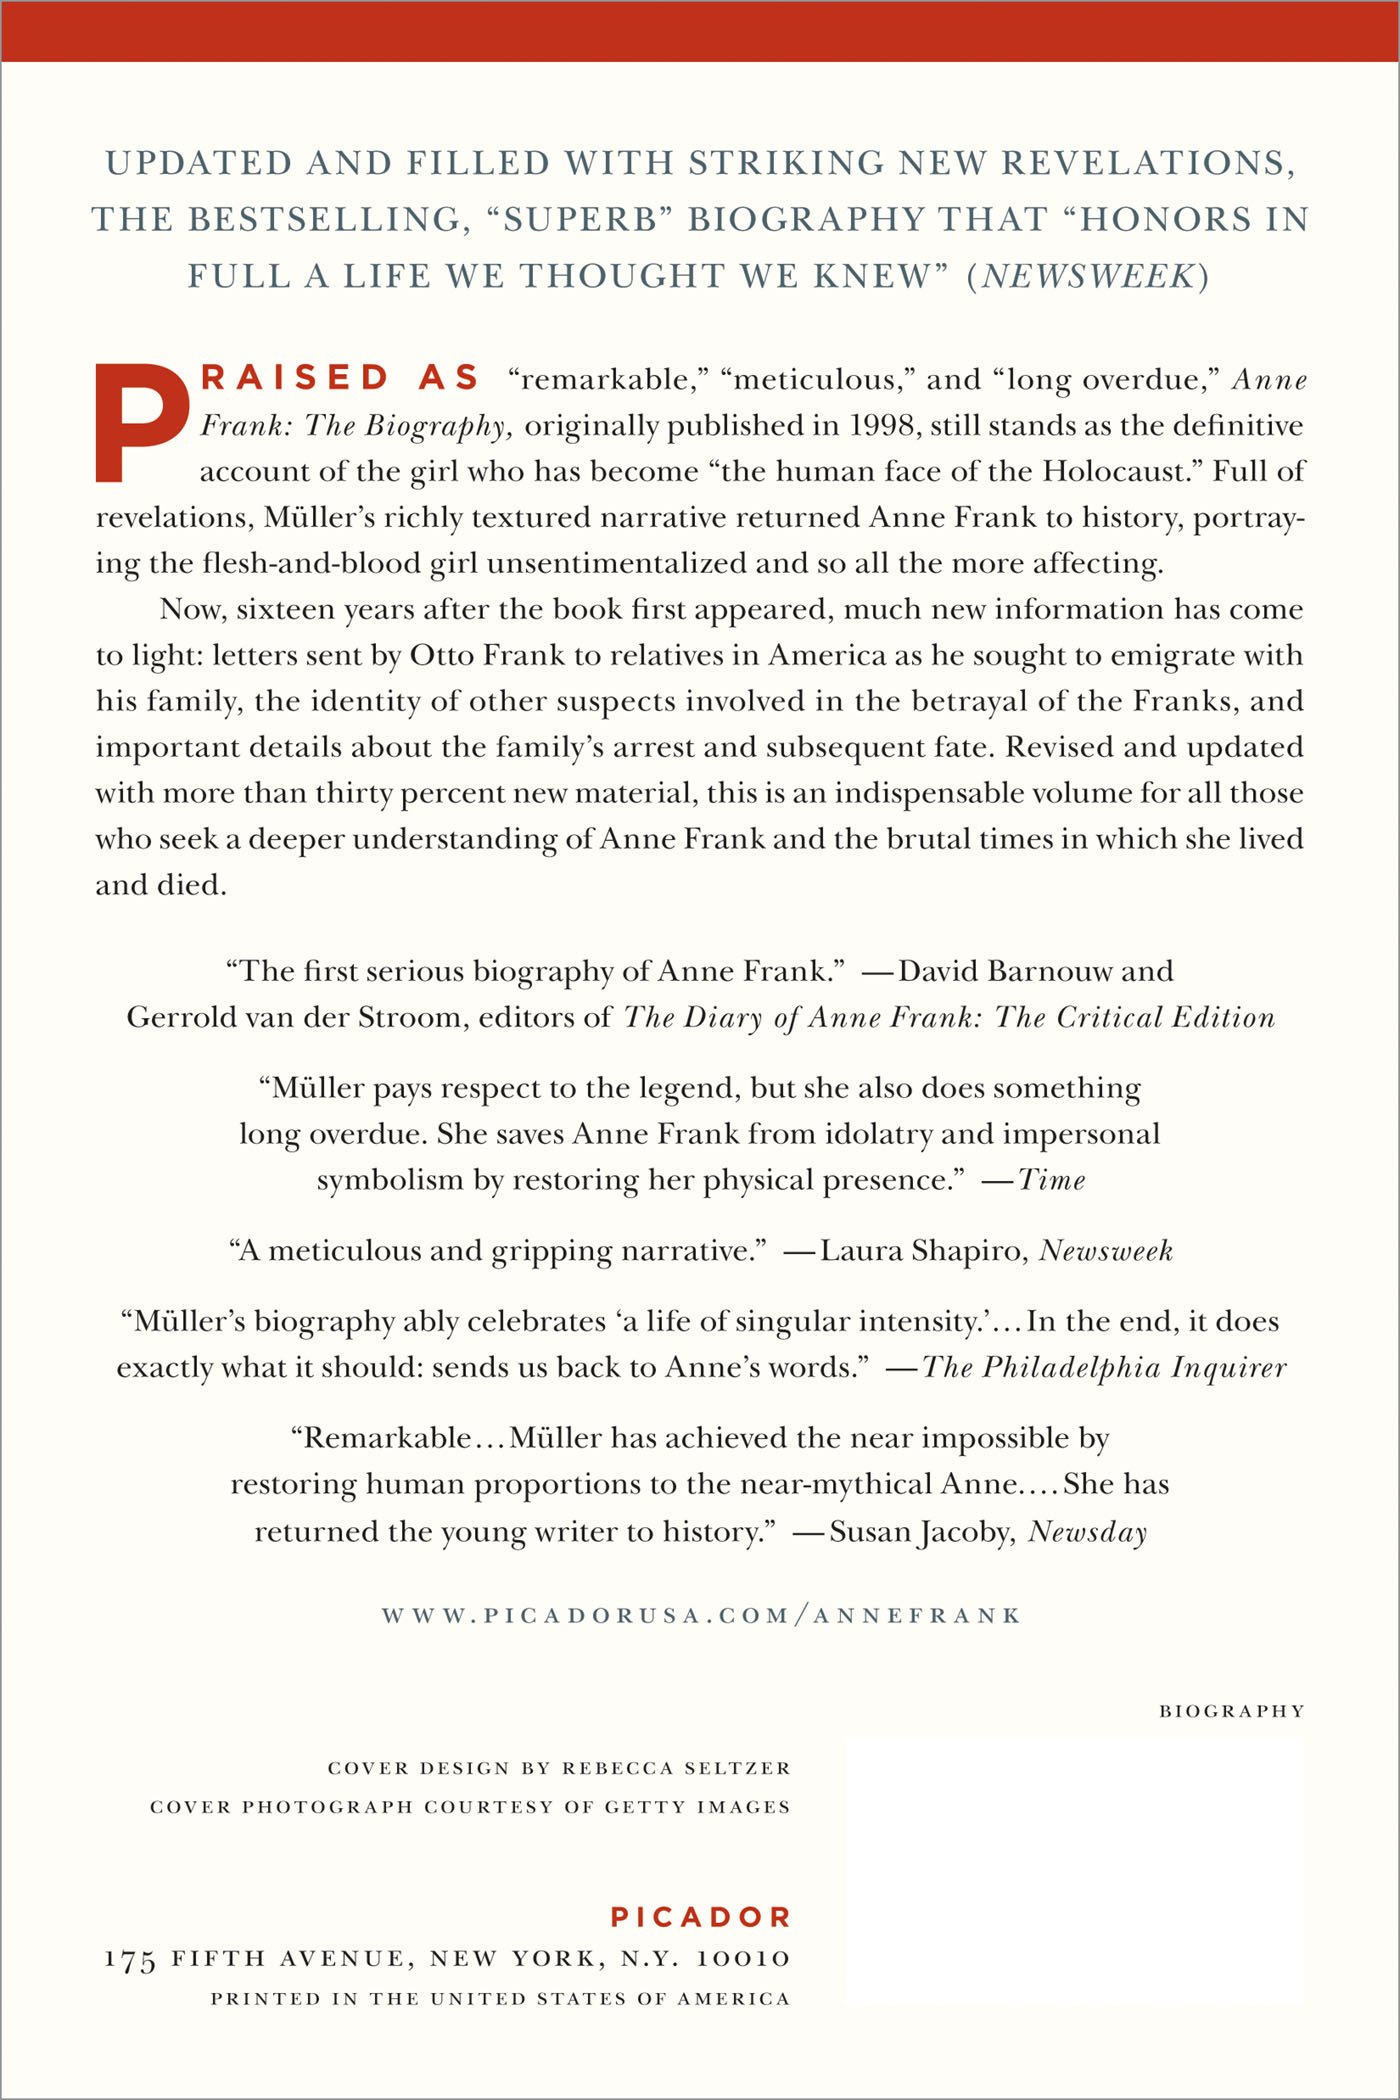 UPDATED AND FILLED WITH STRIKING NEW REVELATIONS,
THE BESTSELLING, “SUPERB” BIOGRAPHY THAT “HONORS IN
FULL A LIFE WE THOUGHT WE KNEW” (NEWSWEEK)
PRAISED AS “remarkable,” “meticulous,” and “long overdue,” Anne
Frank: The Biography, originally published in 1998, still stands as the definitive
account of the girl who has become “the human face of the Holocaust.” Full of
revelations, Müller’s richly textured narrative returned Anne Frank to history, portray-
ing the flesh-and-blood girl unsentimentalized and so all the more affecting.
Now, sixteen years after the book first appeared, much new information has come
to light: letters sent by Otto Frank to relatives in America as he sought to emigrate with
his family, the identity of other suspects involved in the betrayal of the Franks, and
important details about the family’s arrest and subsequent fate. Revised and updated
with more than thirty percent new material, this is an indispensable volume for all those
who seek a deeper understanding of Anne Frank and the brutal times in which she lived
and died.
“The first serious biography of Anne Frank.” —David Barnouw and
Gerrold van der Stroom, editors of The Diary of Anne Frank: The Critical Edition
“Müller pays respect to the legend, but she also does something
long overdue. She saves Anne Frank from idolatry and impersonal
symbolism by restoring her physical presence.” —Time
“A meticulous and gripping narrative.” —Laura Shapiro, Newsweek
“Müller’s biography ably celebrates ‘a life of singular intensity.’…In the end, it does
exactly what it should: sends us back to Anne’s words.” —The Philadelphia Inquirer
“Remarkable…Müller has achieved the near impossible by
restoring human proportions to the near-mythical Anne.…She has
returned the young writer to history.” —Susan Jacoby, Newsday
WWW.PICADORUSA.COM/ANNEFRANK
BIOGRAPHY
COVER DESIGN BY REBECCA SELTZER
COVER PHOTOGRAPH COURTESY OF GETTY IMAGES
PICADOR
175 FIFTH AVENUE, NEW YORK, N.Y. 10010
PRINTED IN THE UNITED STATES OF AMERICA